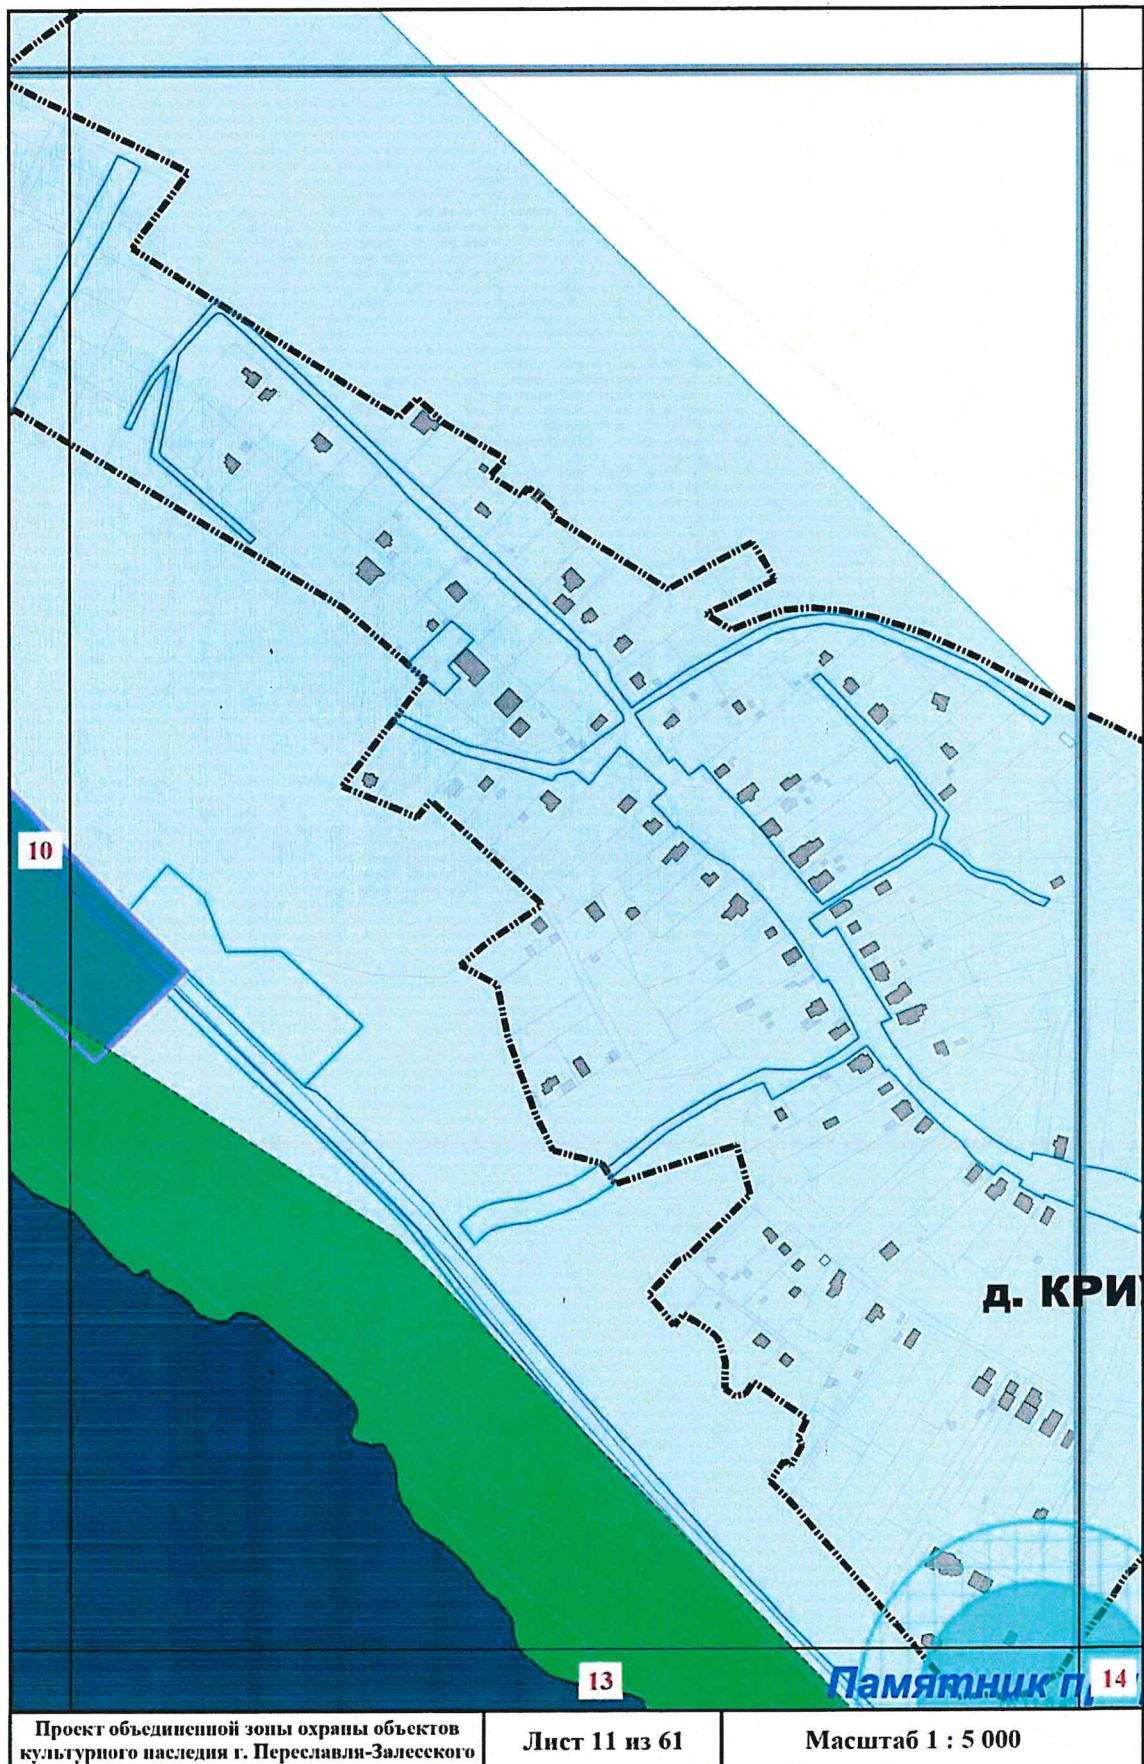 10
д. КРИ
13
Памятник п
14
Проект объединенной зоны охраны объектов
культурного наследия г. Переславля-Залесского
Лист 11 из 61
Масштаб 1 : 5 000